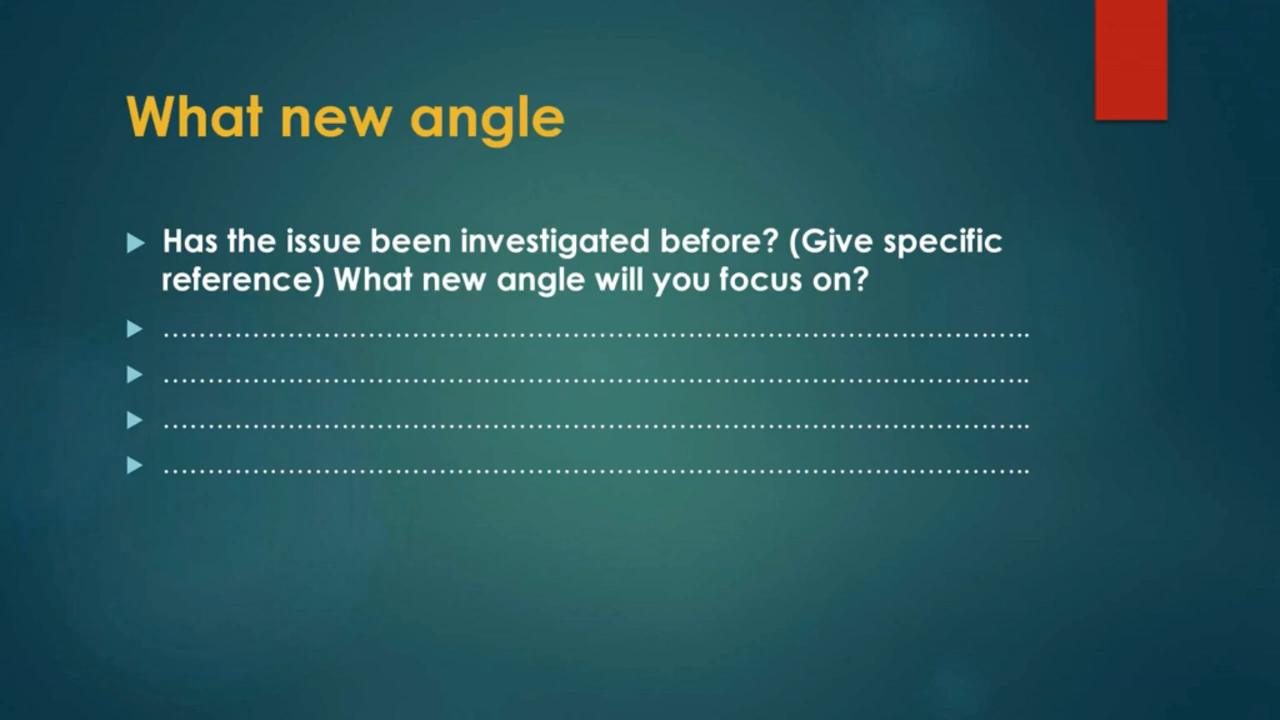 What new angle
Has the issue been investigated before? (Give specific
reference) What new angle will you focus on?
………………………………………………………………………………………..
………………………………………………………………………………………..
………………………………………………………………………………………..
………………………………………………………………………………………..